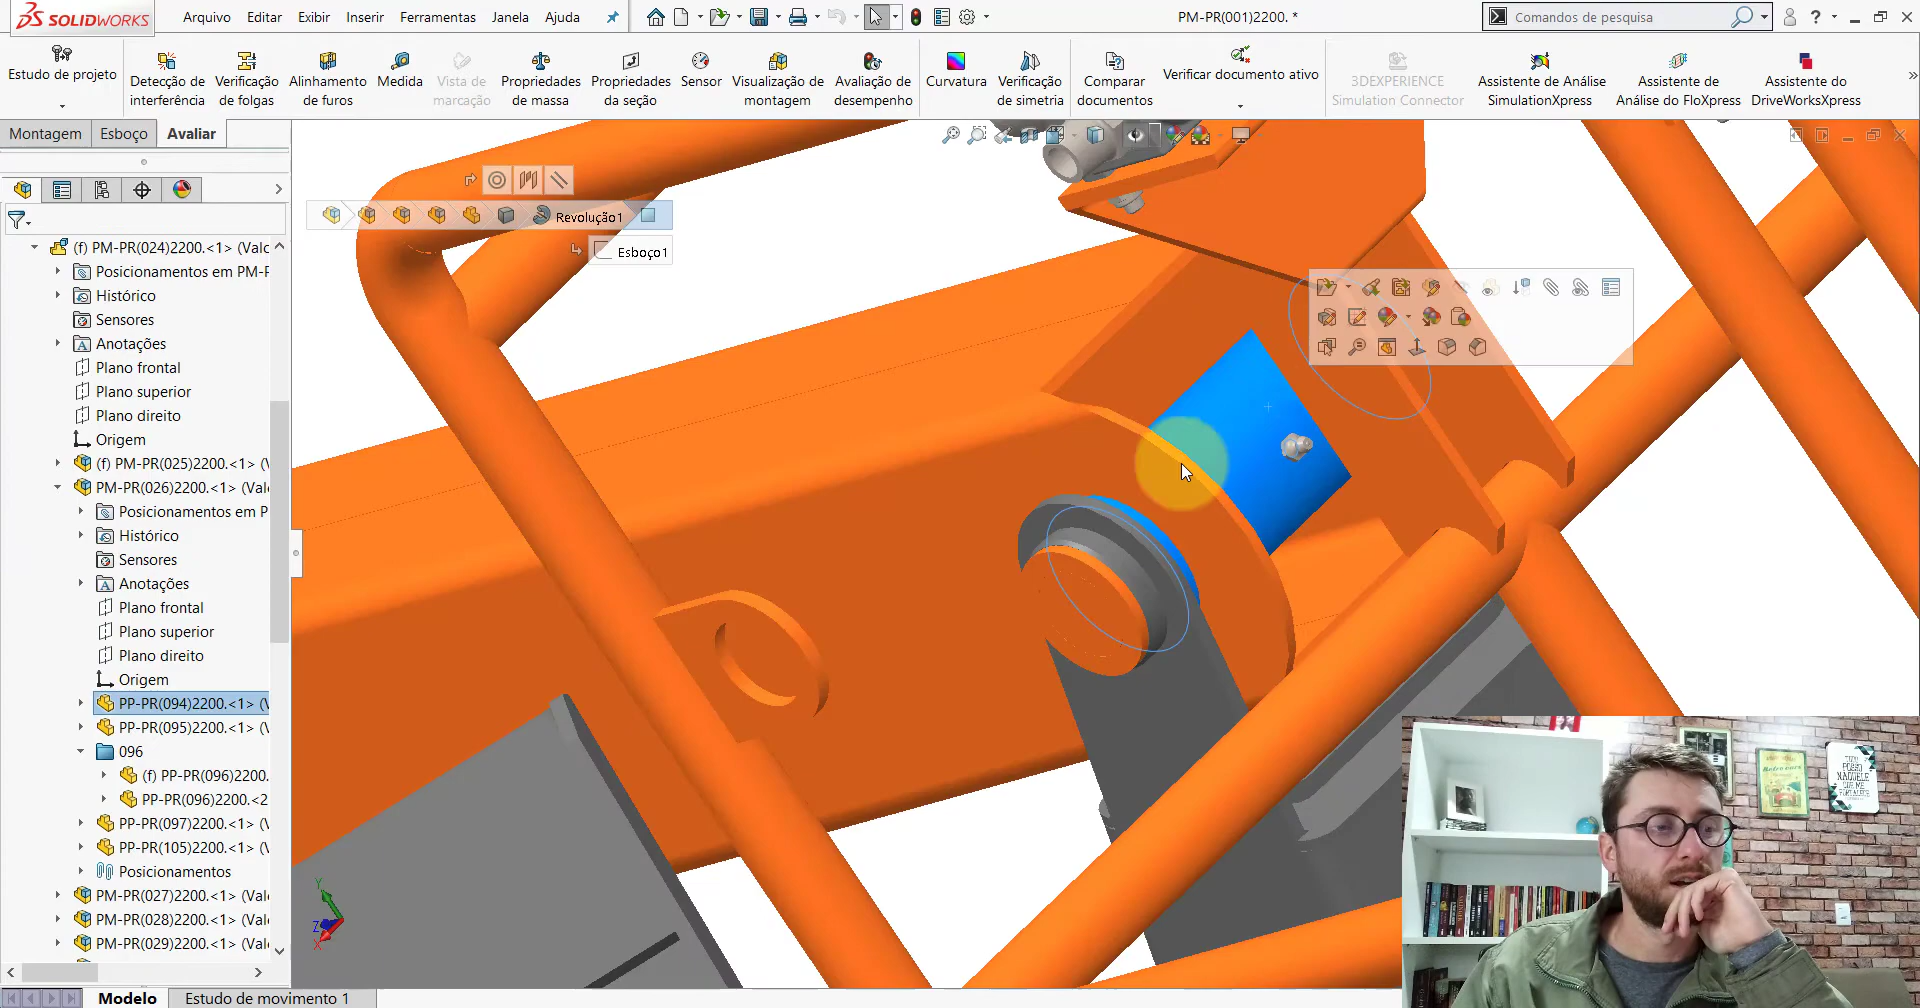 SOLIDWORKS
Arquivo Editar Exibir Inserir Ferramentas Janela Ajuda
PM-PR(001)2200. *
Comandos de pesquisa
Estudo de projeto
Detecção de interferência
Verificação de folgas
Alinhamento de furos
Medida
Vista de marcação
Propriedades de massa
Propriedades da seção
Sensor
Visualização de montagem
Avaliação de desempenho
Curvatura
Verificação de simetria
Comparar documentos
Verificar documento ativo
3DEXPERIENCE Simulation Connector
Assistente de Análise SimulationXpress
Assistente de Análise do FloXpress
Assistente do DriveWorksXpress
Montagem Esboço Avaliar
Revolução1
Esboço1
(f) PM-PR(024)2200.<1> (Valc
Posicionamentos em PM-P
Histórico
Sensores
Anotações
Plano frontal
Plano superior
Plano direito
Origem
(f) PM-PR(025)2200.<1> (V
PM-PR(026)2200.<1> (Val
Posicionamentos em P
Histórico
Sensores
Anotações
Plano frontal
Plano superior
Plano direito
Origem
PP-PR(094)2200.<1> (V
PP-PR(095)2200.<1> (V
096
(f) PP-PR(096)2200.
PP-PR(096)2200.<2
PP-PR(097)2200.<1> (V
PP-PR(105)2200.<1> (V
Posicionamentos
PM-PR(027)2200.<1> (Val
PM-PR(028)2200.<1> (Val
PM-PR(029)2200.<1> (Val
Y
Z
X
Modelo Estudo de movimento 1
POSSO
NAQUELE
QUE ME
FORTALECE